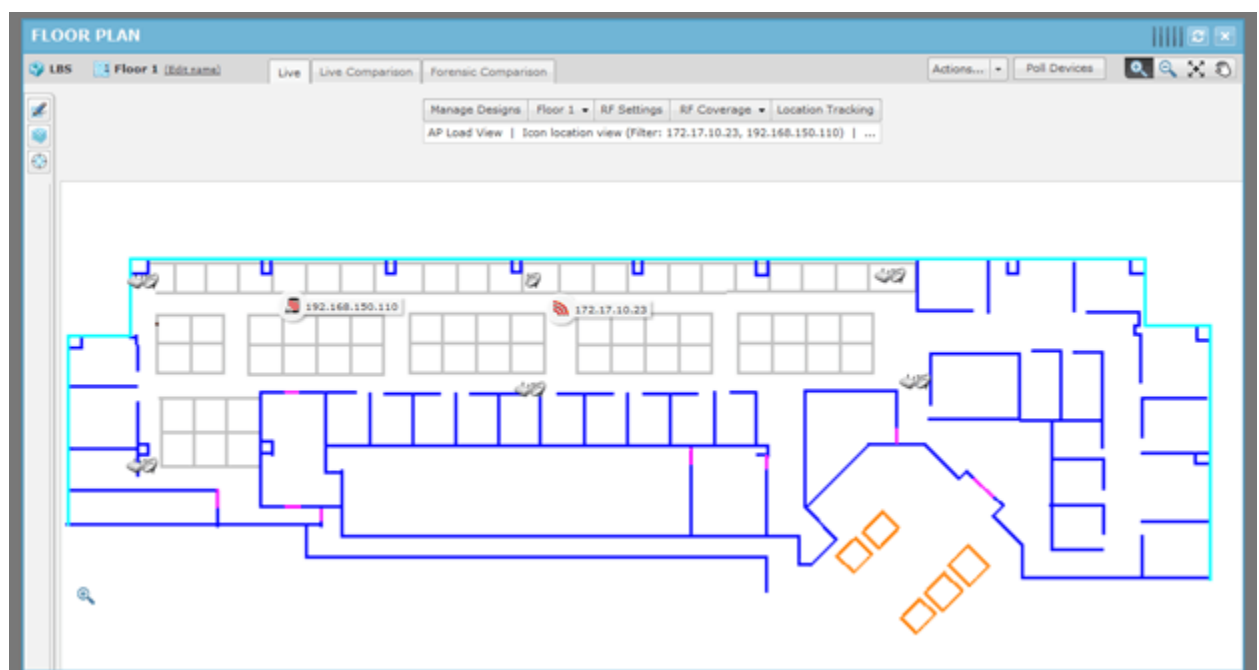 FLOOR PLAN
LBS Floor 1 (Edit name) Live Live Comparison Forensic Comparison Actions... Poll Devices
Manage Designs Floor 1 RF Settings RF Coverage Location Tracking
AP Load View | Icon location view (Filter: 172.17.10.23, 192.168.150.110) | ...
192.168.150.110
172.17.10.23